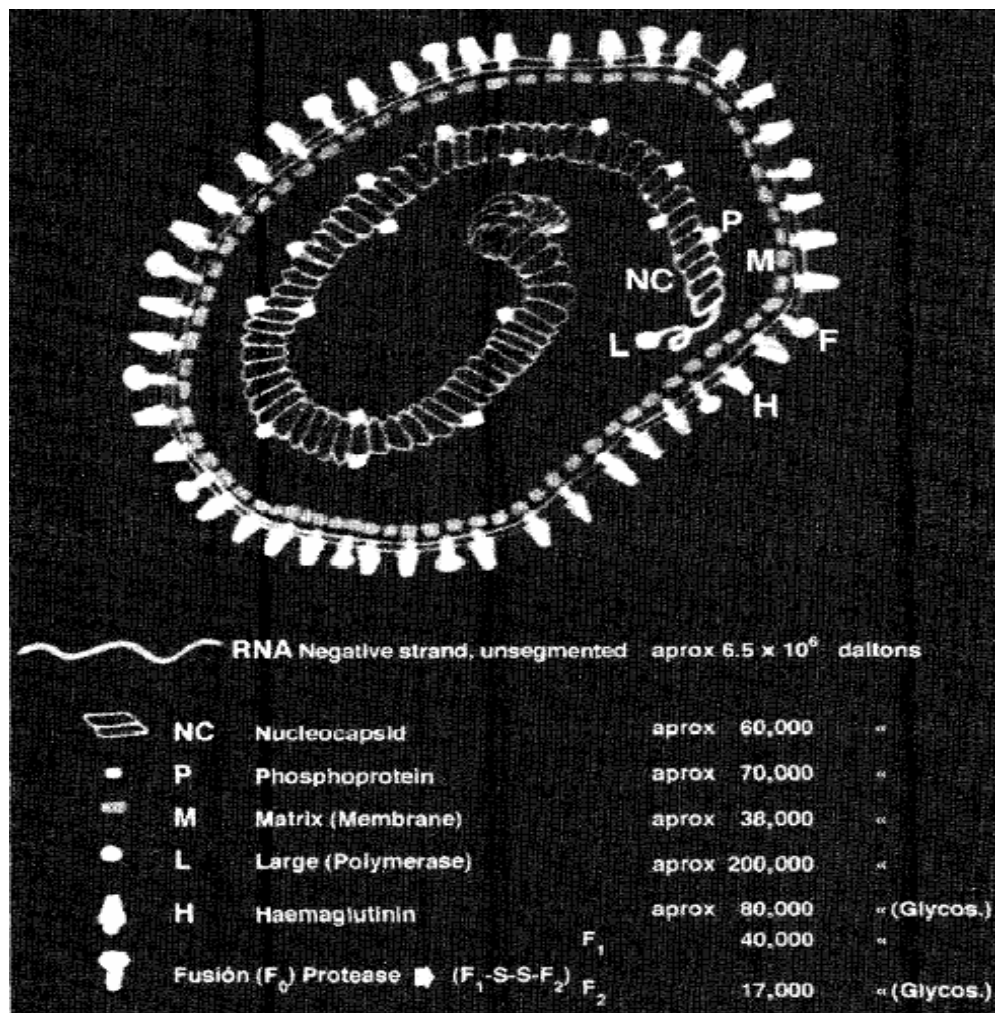 P
NC
M
L
F
H
RNA Negative strand, unsegmented aprox 6.5 x 10⁶ daltons
NC Nucleocapsid aprox 60,000 "
P Phosphoprotein aprox 70,000 "
M Matrix (Membrane) aprox 38,000 "
L Large (Polymerase) aprox 200,000 "
H Haemaglutinin aprox 80,000 " (Glycos.)
F₁ 40,000 "
Fusión (F₀) Protease (F₁-S-S-F₂)
F₂ 17,000 " (Glycos.)